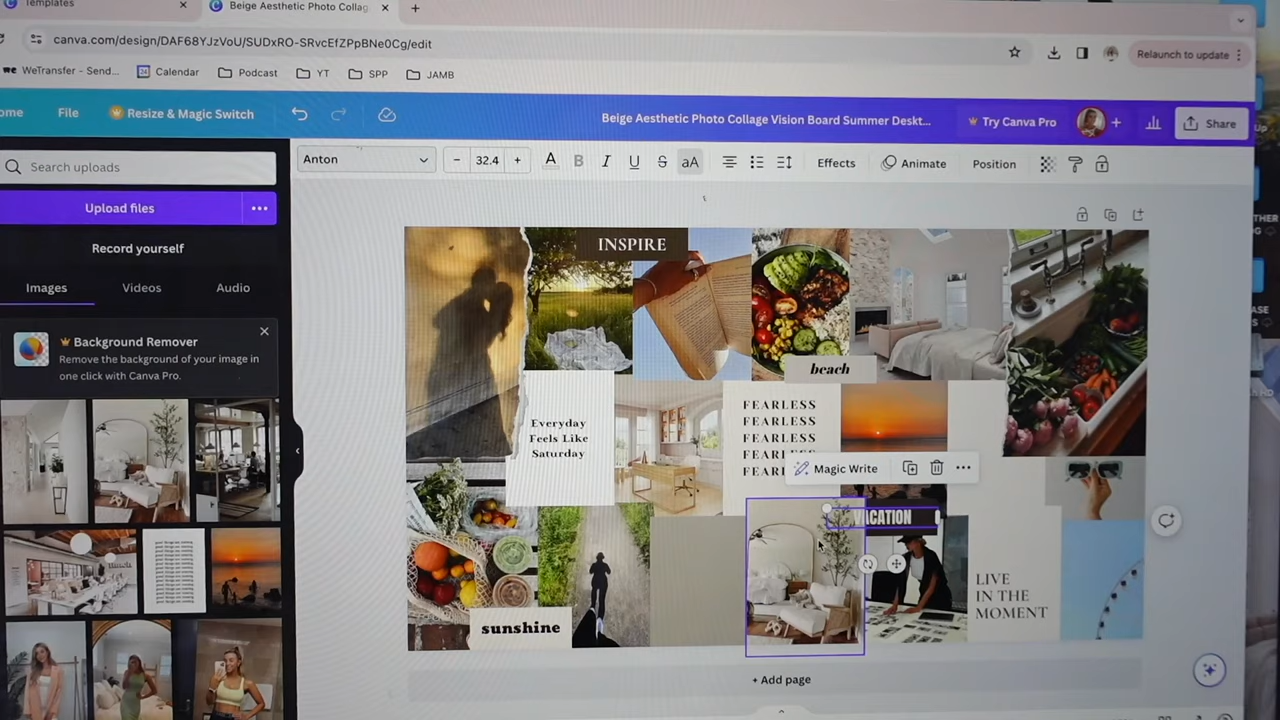 Templates
Beige Aesthetic Photo Collag
canva.com/design/DAF68YJzVoU/SUDxRO-SRvcEfZPpBNe0Cg/edit
Relaunch to update
WeTransfer - Send...
Calendar
Podcast
YT
SPP
JAMB
ome
File
Resize & Magic Switch
Beige Aesthetic Photo Collage Vision Board Summer Deskt...
Try Canva Pro
Share
Search uploads
Anton
32.4
A
B
I
U
S
aA
Effects
Animate
Position
Upload files
Record yourself
Images
Videos
Audio
Background Remover
Remove the background of your image in
one click with Canva Pro.
INSPIRE
beach
Everyday
Feels Like
Saturday
FEARLESS
FEARLESS
FEARLESS
FEARL
FEARL
Magic Write
VACATION
LIVE
IN THE
MOMENT
sunshine
+ Add page